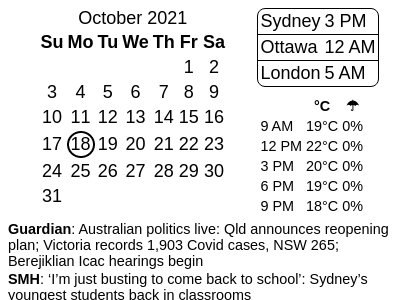 October 2021
Su Mo Tu We Th Fr Sa
1 2
3 4 5 6 7 8 9
10 11 12 13 14 15 16
17 18 19 20 21 22 23
24 25 26 27 28 29 30
31
Sydney 3 PM
Ottawa 12 AM
London 5 AM
°C ☂
9 AM 19°C 0%
12 PM 22°C 0%
3 PM 20°C 0%
6 PM 19°C 0%
9 PM 18°C 0%
Guardian: Australian politics live: Qld announces reopening
plan; Victoria records 1,903 Covid cases, NSW 265;
Berejiklian Icac hearings begin
SMH: ‘I’m just busting to come back to school’: Sydney’s
youngest students back in classrooms